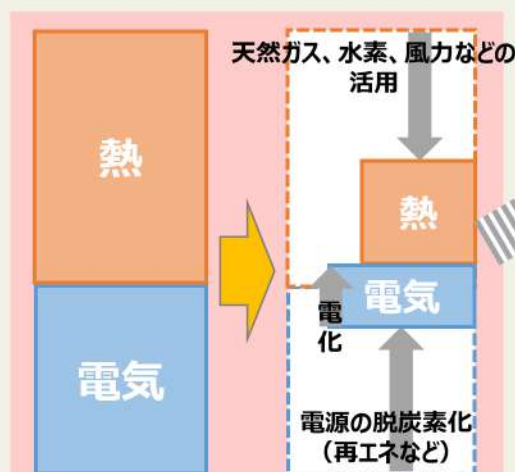 熱
電気
天然ガス、水素、風力などの
活用
熱
電気
電
化
電源の脱炭素化
（再エネなど）